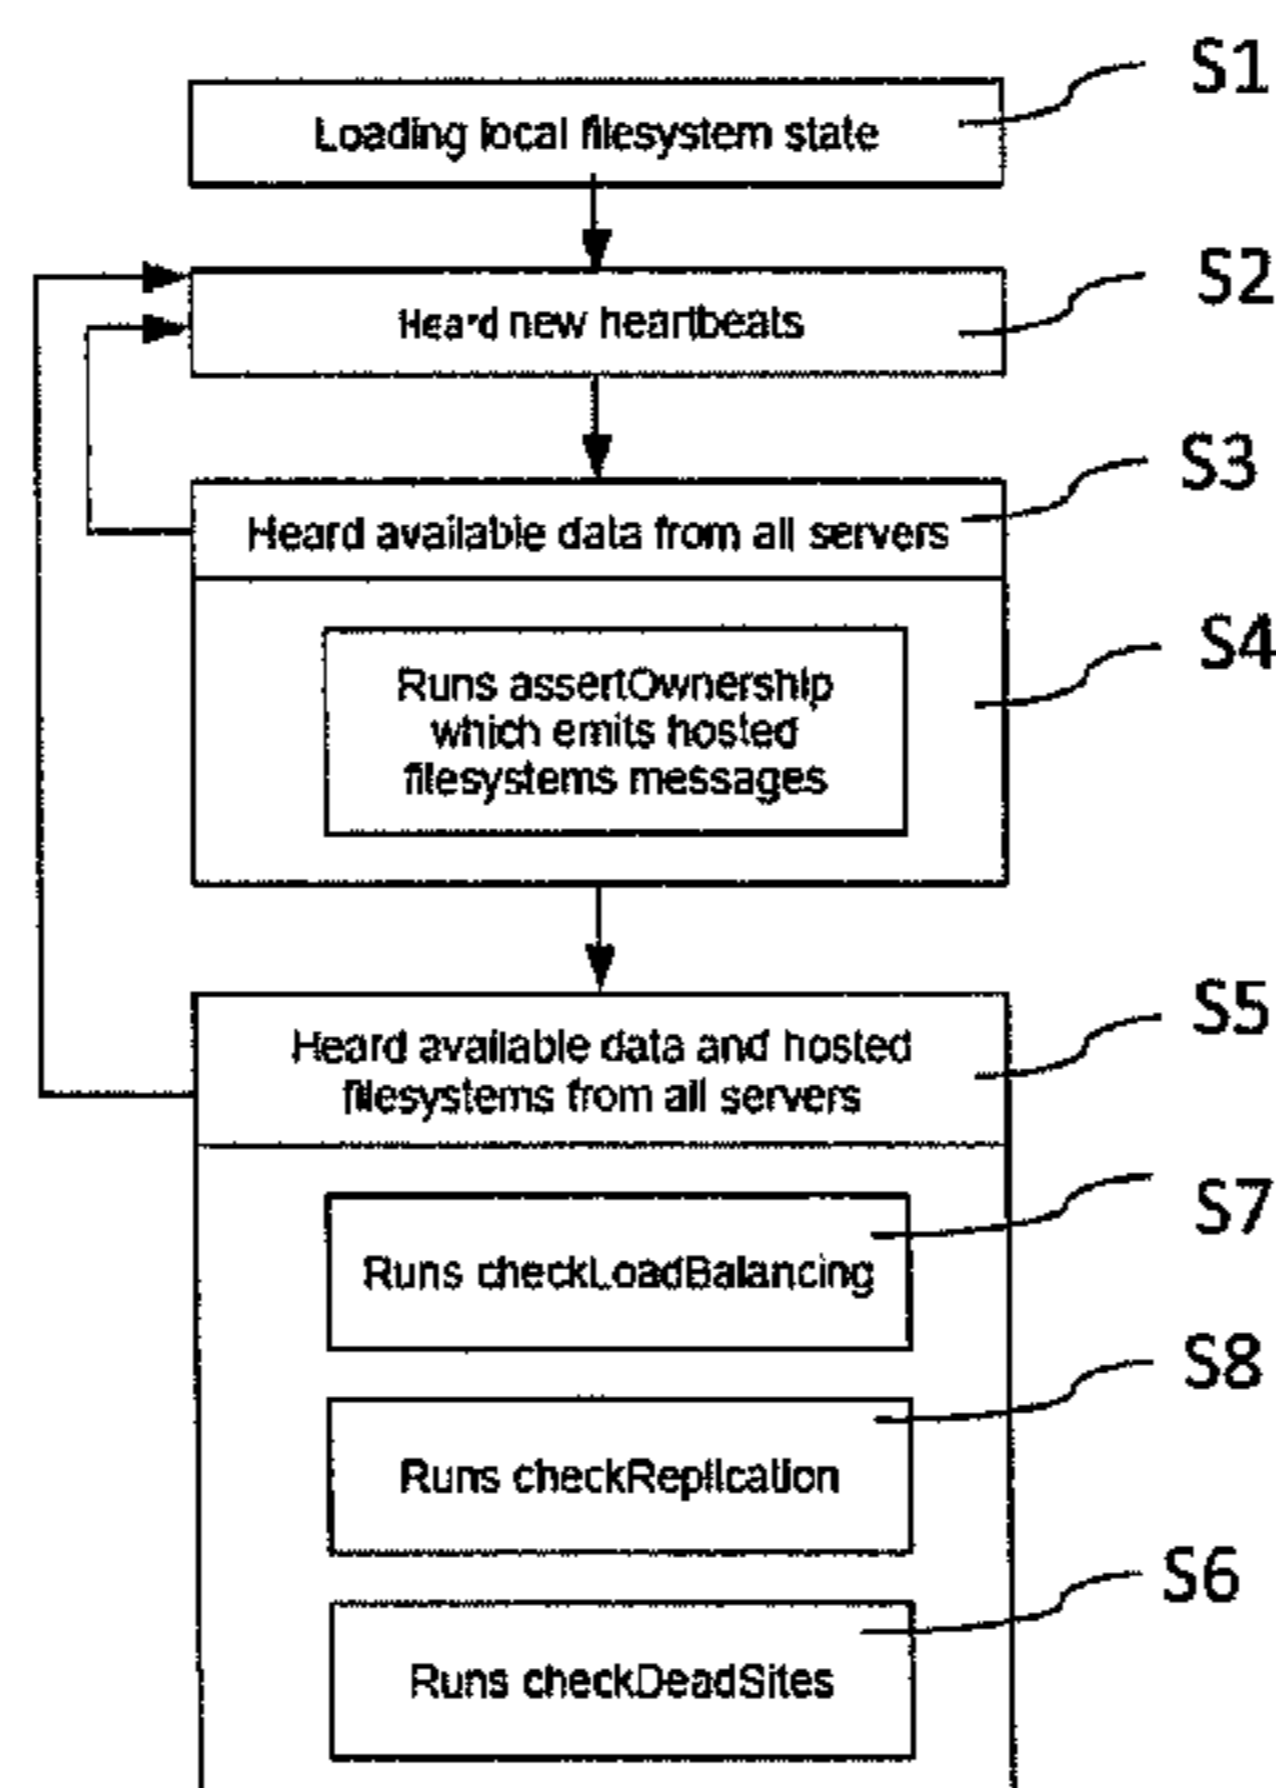 Loading local filesystem state
S1
Heard new heartbeats
S2
Heard available data from all servers
S3
Runs assertOwnership
which emits hosted
filesystems messages
S4
Heard available data and hosted
filesystems from all servers
S5
Runs checkLoadBalancing
S7
Runs checkReplication
S8
Runs checkDeadSites
S6